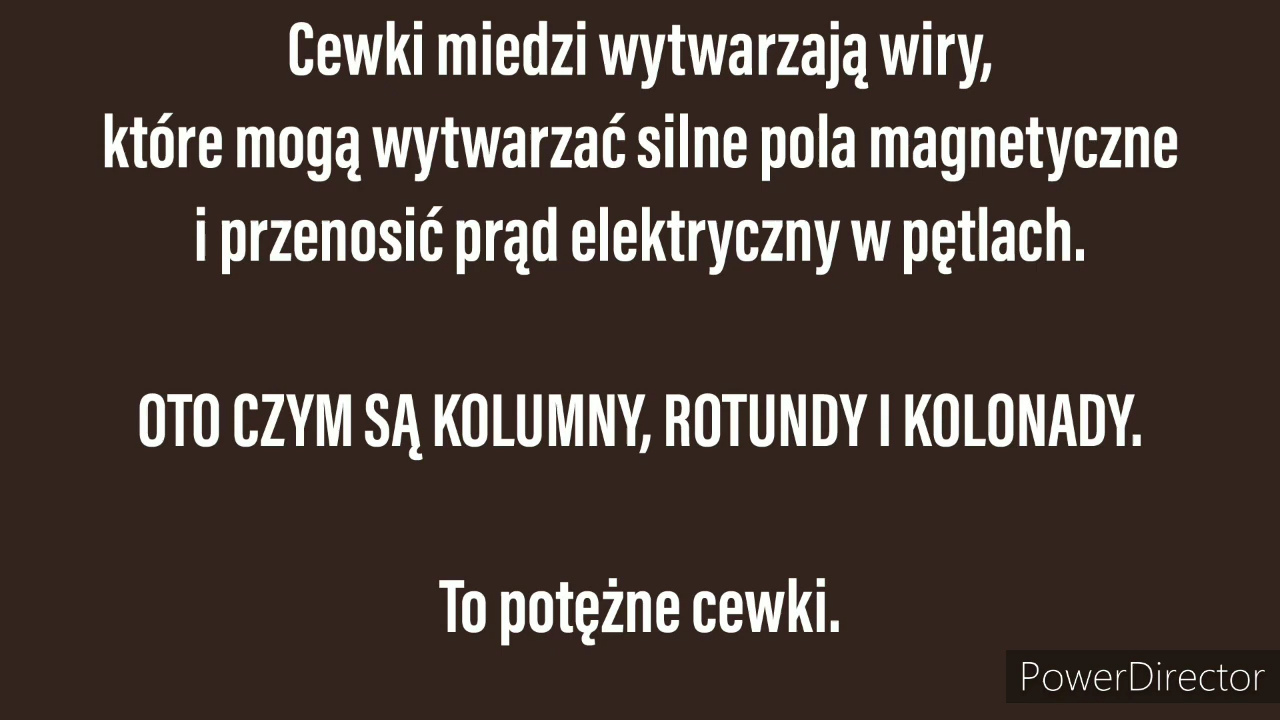 Cewki miedzi wytwarzają wiry,
które mogą wytwarzać silne pola magnetyczne
i przenosić prąd elektryczny w pętlach.
OTO CZYM SĄ KOLUMNY, ROTUNDY I KOLONADY.
To potężne cewki.
PowerDirector